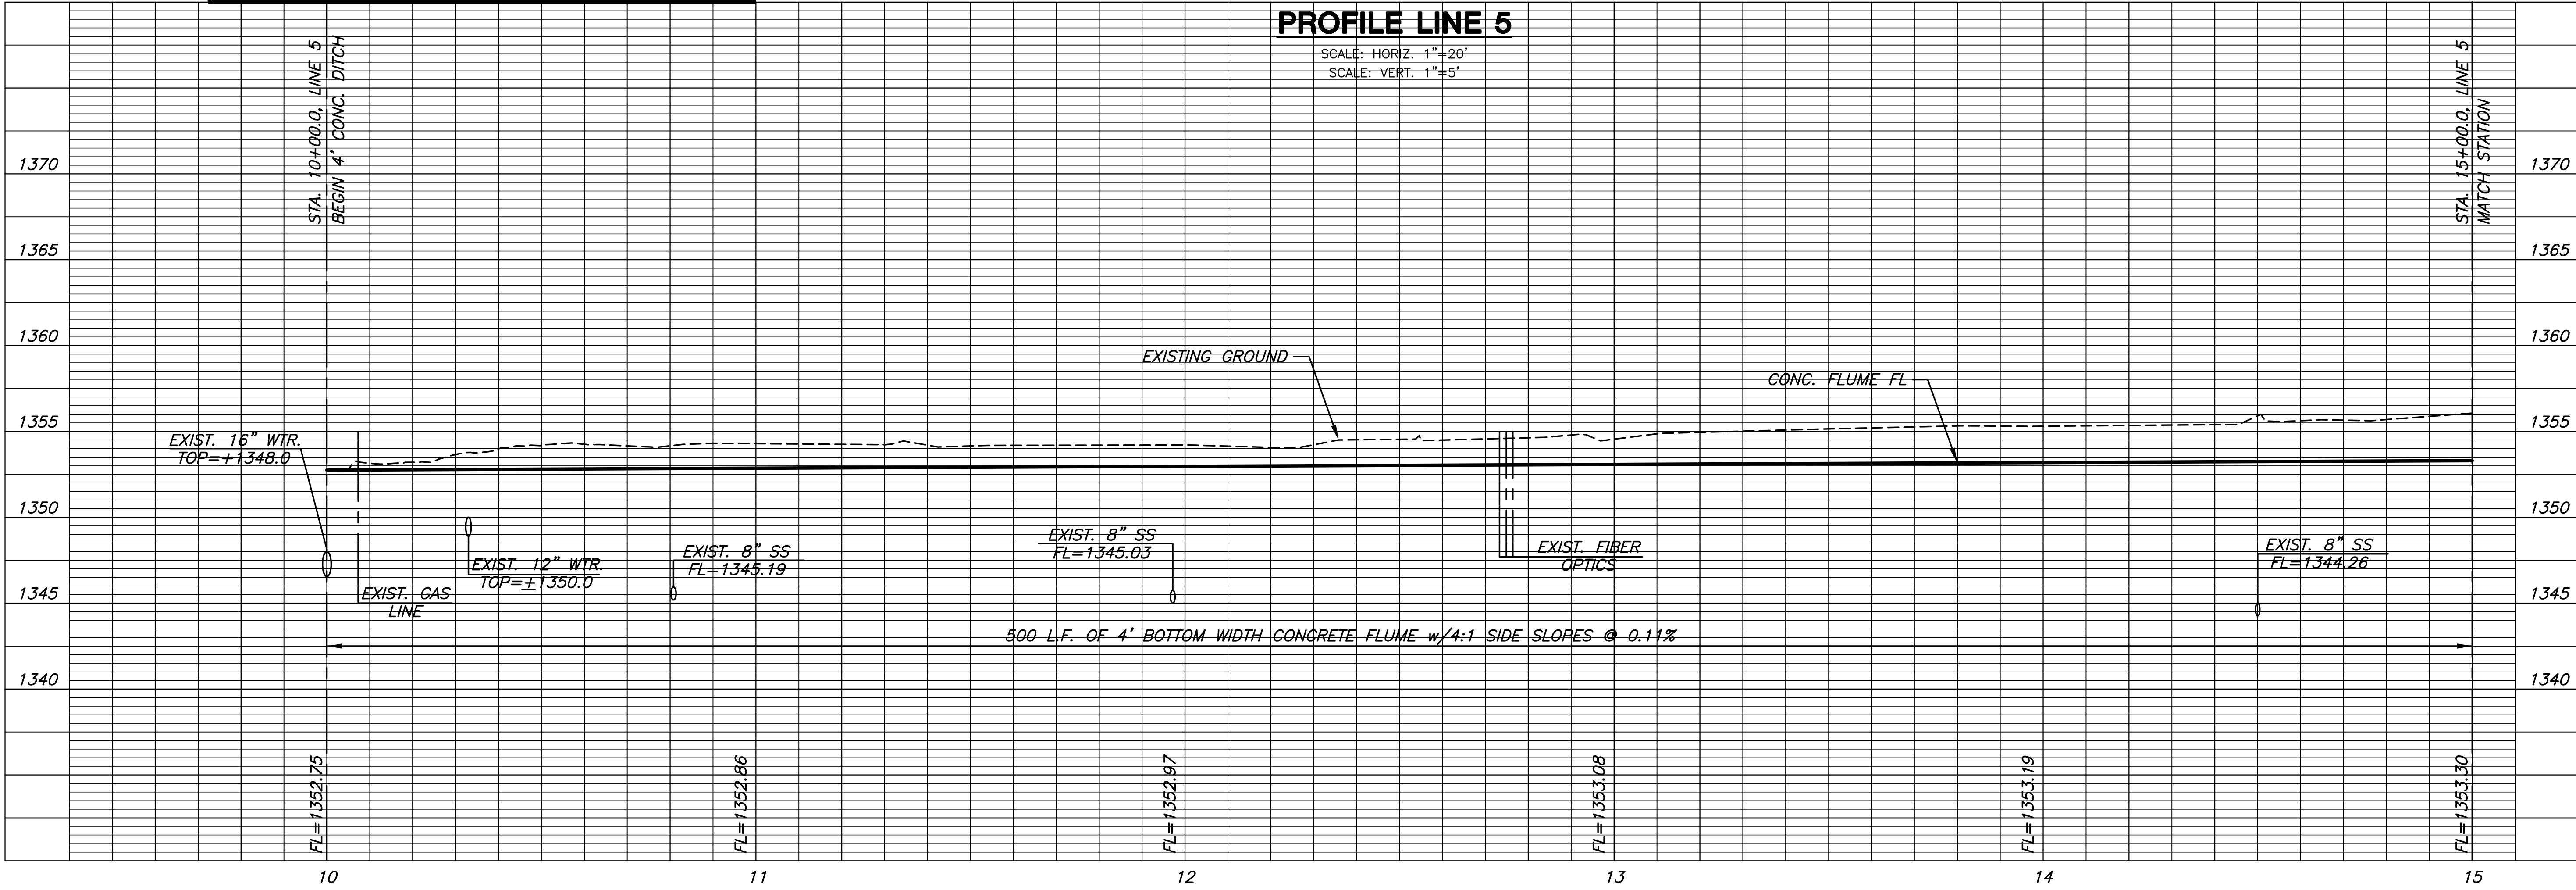 PROFILE LINE 5
SCALE: HORIZ. 1"=20'
SCALE: VERT. 1"=5'
STA. 10+00.0, LINE 5
BEGIN 4' CONC. DITCH
STA. 15+00.0, LINE 5
MATCH STATION
1370
1370
1365
1365
1360
1360
EXISTING GROUND
CONC. FLUME FL
1355
1355
EXIST. 16" WTR.
TOP=±1348.0
1350
1350
EXIST. 12" WTR.
TOP=±1350.0
EXIST. 8" SS
FL=1345.19
EXIST. 8" SS
FL=1345.03
EXIST. FIBER
OPTICS
EXIST. 8" SS
FL=1344.26
1345
1345
EXIST. GAS
LINE
500 L.F. OF 4' BOTTOM WIDTH CONCRETE FLUME w/4:1 SIDE SLOPES @ 0.11%
1340
1340
FL=1352.75
FL=1352.86
FL=1352.97
FL=1353.08
FL=1353.19
FL=1353.30
10
11
12
13
14
15